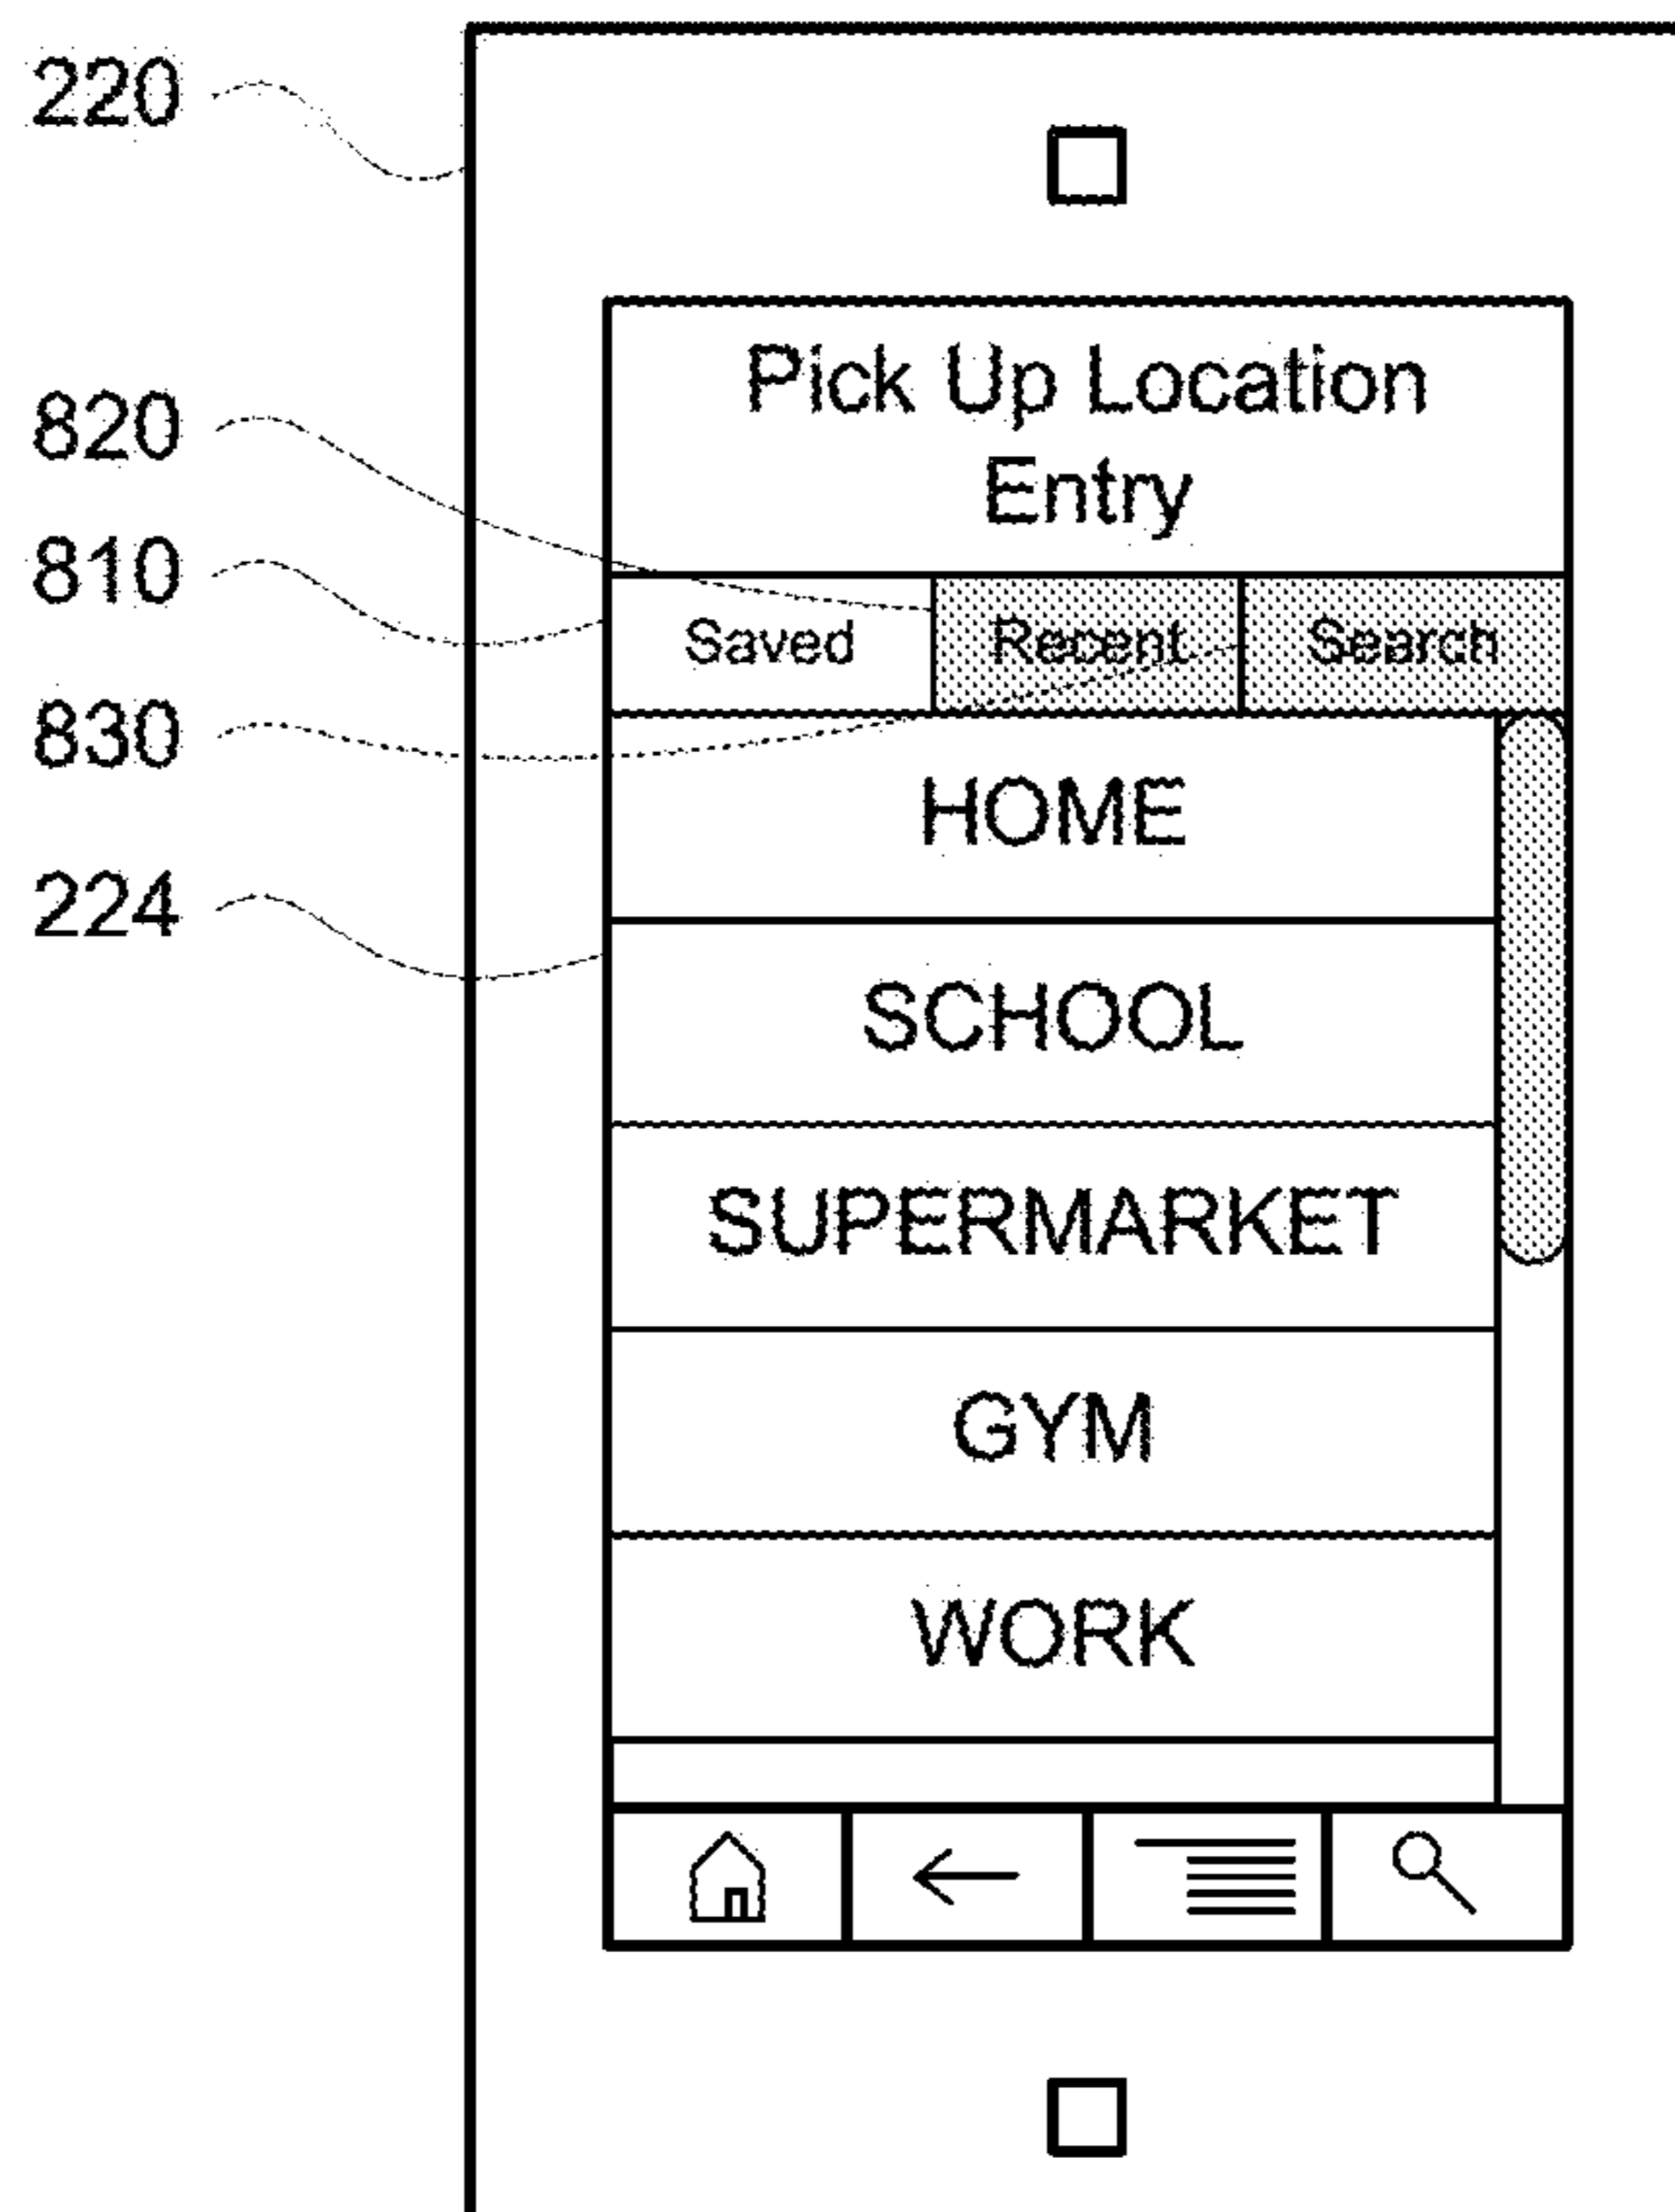 220
Pick Up Location
Entry
820
810
Saved Recent Search
830
HOME
224
SCHOOL
SUPERMARKET
GYM
WORK